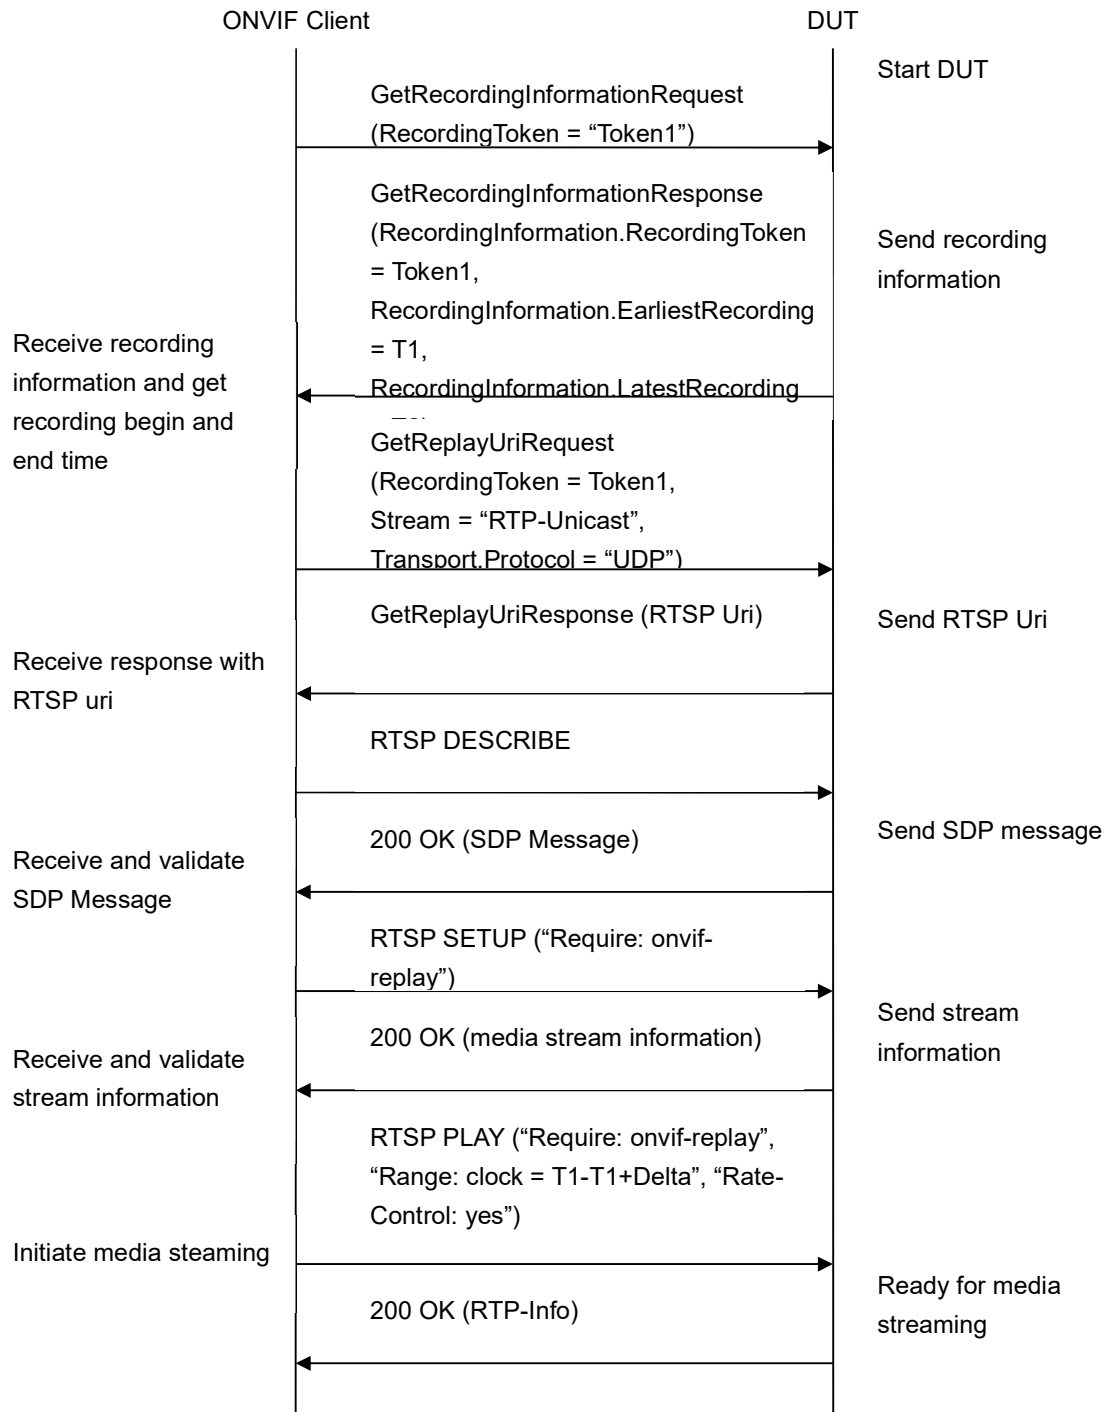 ONVIF Client
DUT
Start DUT
GetRecordingInformationRequest
(RecordingToken = “Token1”)
GetRecordingInformationResponse
(RecordingInformation.RecordingToken
= Token1,
RecordingInformation.EarliestRecording
= T1,
RecordingInformation.LatestRecording
Send recording
information
Receive recording
information and get
recording begin and
end time
GetReplayUriRequest
(RecordingToken = Token1,
Stream = “RTP-Unicast”,
Transport.Protocol = “UDP”)
GetReplayUriResponse (RTSP Uri)
Send RTSP Uri
Receive response with
RTSP uri
RTSP DESCRIBE
200 OK (SDP Message)
Send SDP message
Receive and validate
SDP Message
RTSP SETUP (“Require: onvif-
replay”)
200 OK (media stream information)
Send stream
information
Receive and validate
stream information
RTSP PLAY (“Require: onvif-replay”,
“Range: clock = T1-T1+Delta”, “Rate-
Control: yes”)
Initiate media steaming
200 OK (RTP-Info)
Ready for media
streaming